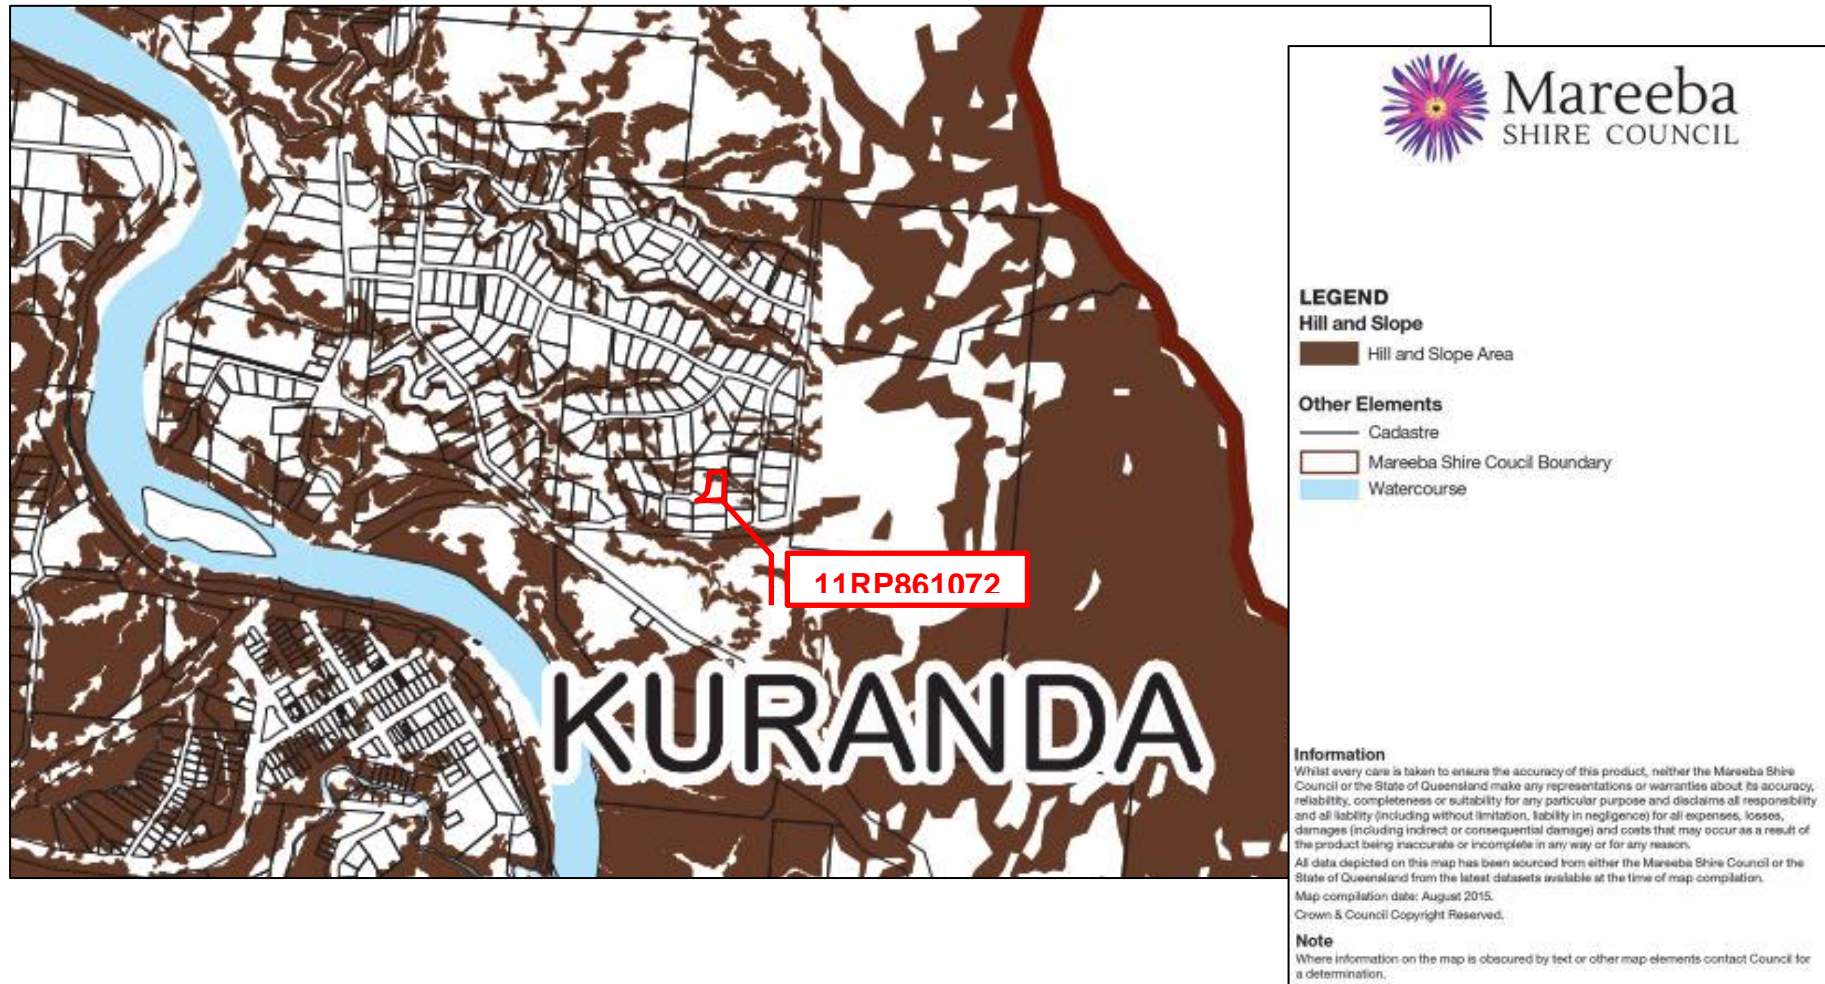 Mareeba
SHIRE COUNCIL
LEGEND
Hill and Slope
Hill and Slope Area
Other Elements
Cadastre
Mareeba Shire Coucil Boundary
Watercourse
11RP861072
KURANDA
Information
Whilst every care is taken to ensure the accuracy of this product, neither the Mareeba Shire
Council or the State of Queensland make any representations or warranties about its accuracy,
reliability, completeness or suitability for any particular purpose and disclaims all responsibility
and all liability (including without limitation, liability in negligence) for all expenses, losses,
damages (including indirect or consequential damage) and costs that may occur as a result of
the product being inaccurate or incomplete in any way or for any reason.
All data depicted on this map has been sourced from either the Mareeba Shire Council or the
State of Queensland from the latest datasets available at the time of map compilation.
Map compilation date: August 2015.
Crown & Council Copyright Reserved.
Note
Where information on the map is obscured by text or other map elements contact Council for
a determination.